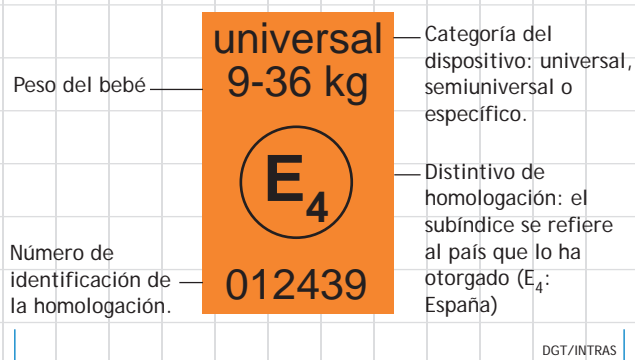 universal
9-36 kg
E4
012439
Peso del bebé
Número de
identificación de
la homologación.
Categoría del
dispositivo: universal,
semiuniversal o
específico.
Distintivo de
homologación: el
subíndice se refiere
al país que lo ha
otorgado (E4:
España)
DGT/INTRAS